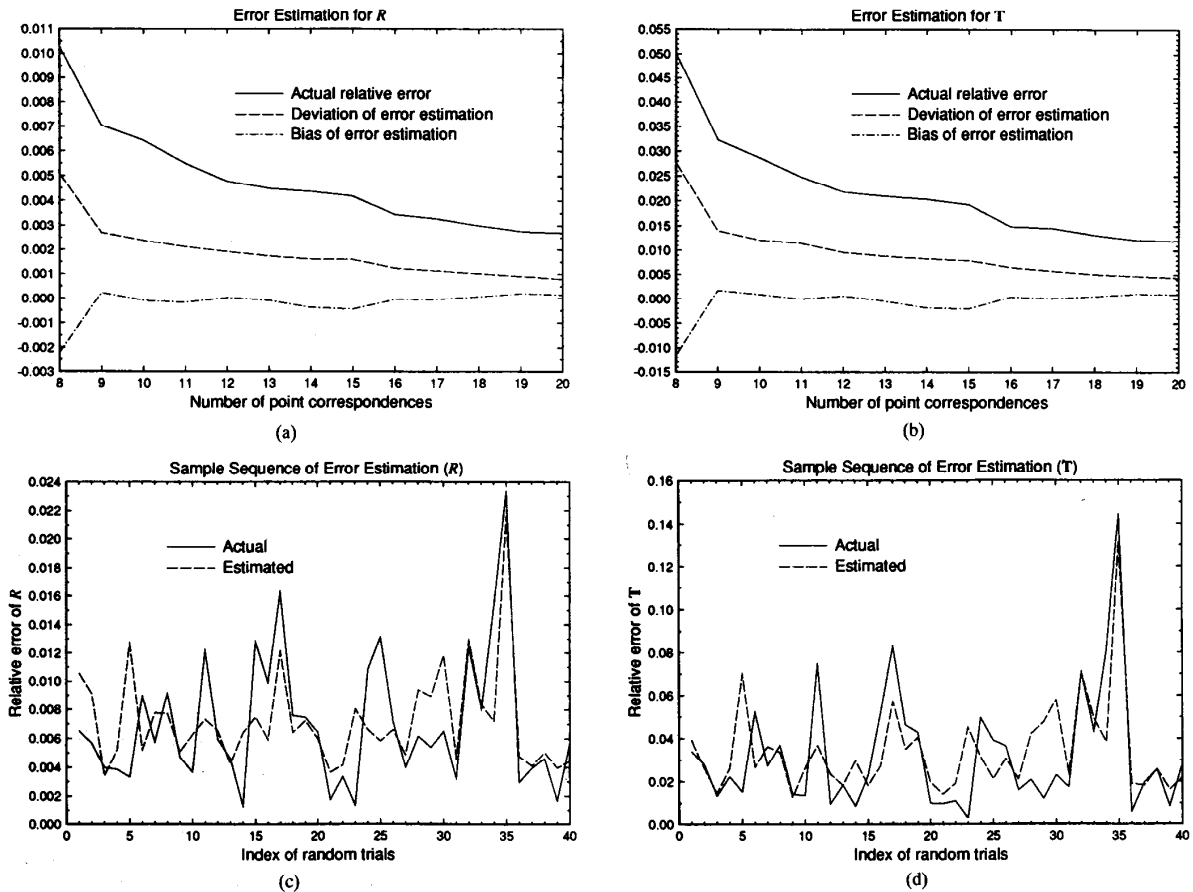 Error Estimation for R
0.011
0.010
0.009
0.008
0.007
0.006
0.005
0.004
0.003
0.002
0.001
0.000
-0.001
-0.002
-0.003
Actual relative error
Deviation of error estimation
Bias of error estimation
8 9 10 11 12 13 14 15 16 17 18 19 20
Number of point correspondences
(a)
Error Estimation for T
0.055
0.050
0.045
0.040
0.035
0.030
0.025
0.020
0.015
0.010
0.005
0.000
-0.005
-0.010
-0.015
Actual relative error
Deviation of error estimation
Bias of error estimation
8 9 10 11 12 13 14 15 16 17 18 19 20
Number of point correspondences
(b)
Sample Sequence of Error Estimation (R)
Relative error of R
0.024
0.022
0.020
0.018
0.016
0.014
0.012
0.010
0.008
0.006
0.004
0.002
0.000
Actual
Estimated
0 5 10 15 20 25 30 35 40
Index of random trials
(c)
Sample Sequence of Error Estimation (T)
Relative error of T
0.16
0.14
0.12
0.10
0.08
0.06
0.04
0.02
0.00
Actual
Estimated
0 5 10 15 20 25 30 35 40
Index of random trials
(d)